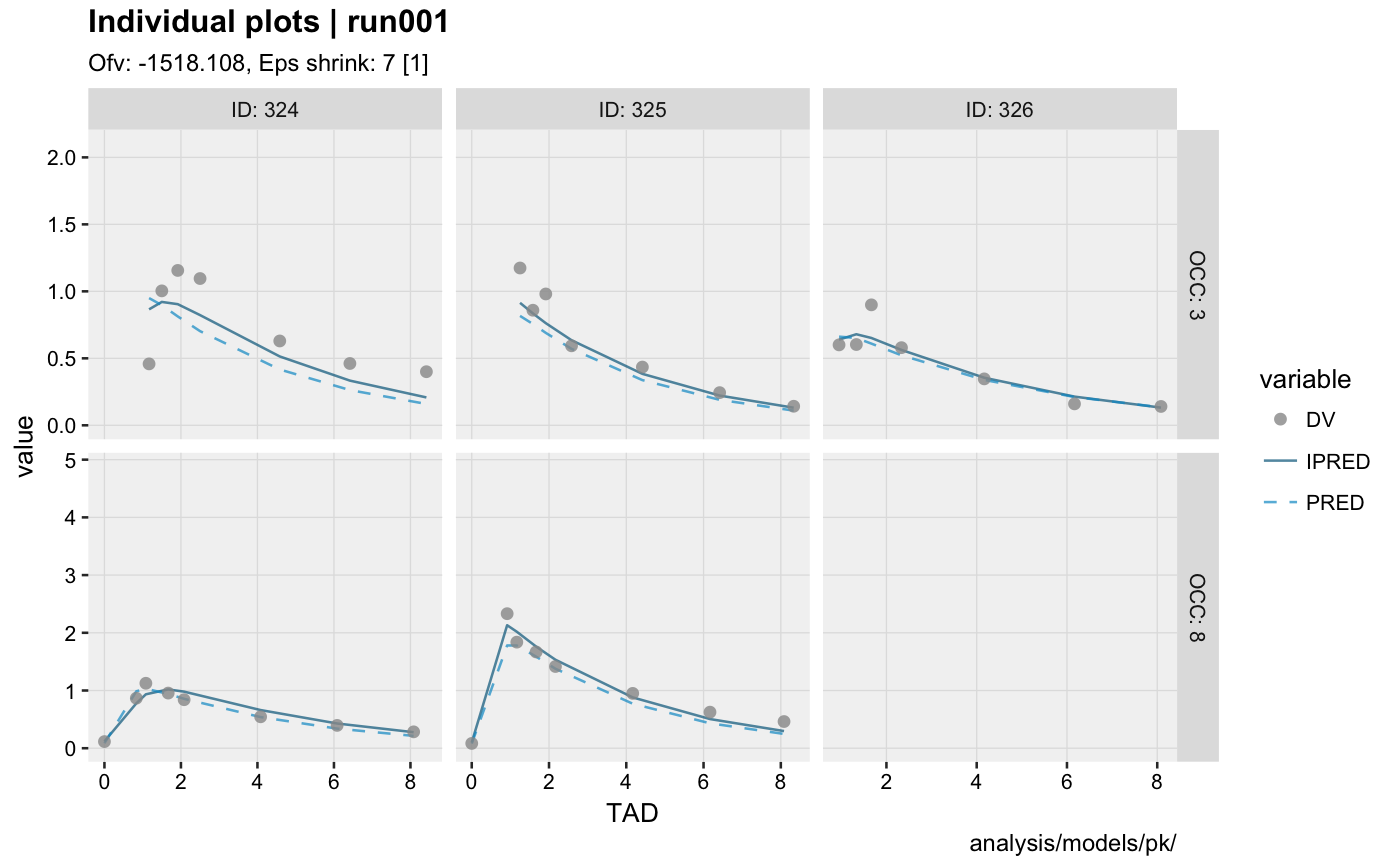 Individual plots | run001
Ofv: -1518.108, Eps shrink: 7 [1]
ID: 324
ID: 325
ID: 326
2.0
1.5
1.0
0.5
0.0
OCC: 3
5
4
3
2
1
0
OCC: 8
value
0 2 4 6 8
0 2 4 6 8
2 4 6 8
TAD
analysis/models/pk/
variable
DV
IPRED
PRED